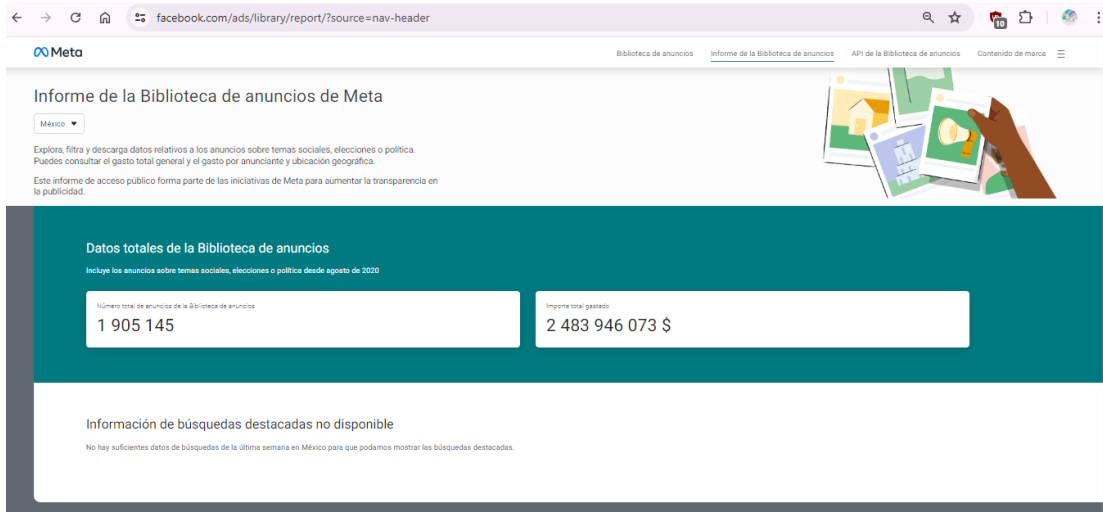 facebook.com/ads/library/report/?source=nav-header
10
Meta
Biblioteca de anuncios
Informe de la Biblioteca de anuncios
API de la Biblioteca de anuncios
Contenido de marca
Informe de la Biblioteca de anuncios de Meta
México
Explora, filtra y descarga datos relativos a los anuncios sobre temas sociales, elecciones o política.
Puedes consultar el gasto total general y el gasto por anunciante y ubicación geográfica.
Este informe de acceso público forma parte de las iniciativas de Meta para aumentar la transparencia en
la publicidad.
Datos totales de la Biblioteca de anuncios
Incluye los anuncios sobre temas sociales, elecciones o política desde agosto de 2020
Número total de anuncios de la Biblioteca de anuncios
1 905 145
Importe total gastado
2 483 946 073 $
Información de búsquedas destacadas no disponible
No hay suficientes datos de búsquedas de la última semana en México para que podamos mostrar las búsquedas destacadas.